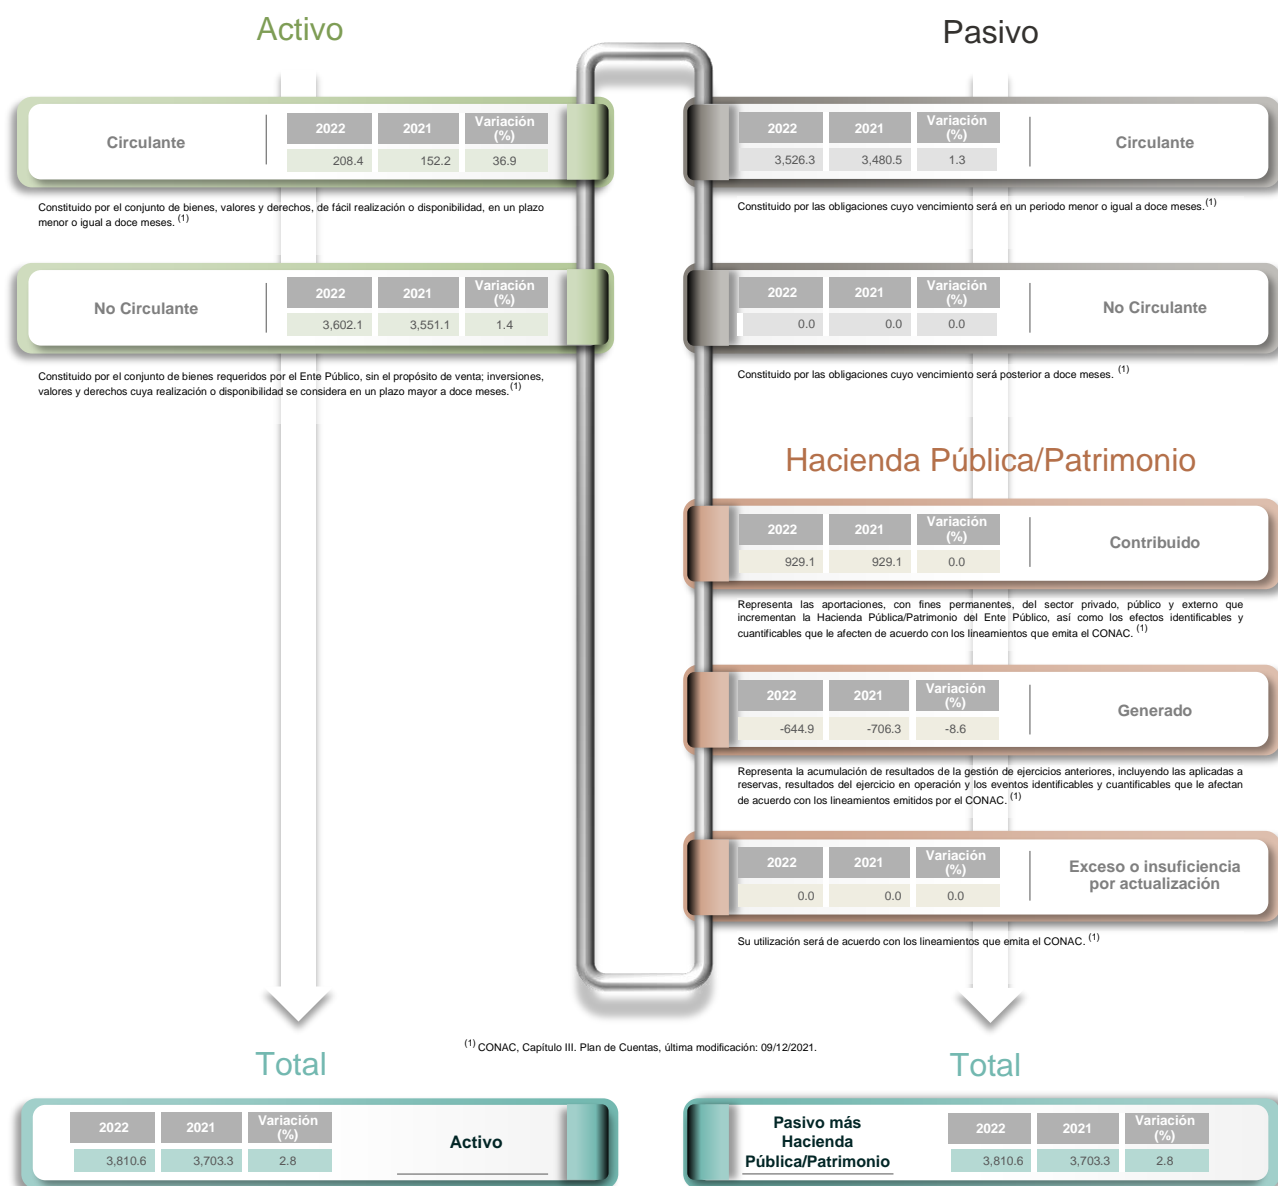 Activo
Circulante
2022 2021 Variación (%)
208.4 152.2 36.9
Constituido por el conjunto de bienes, valores y derechos, de fácil realización o disponibilidad, en un plazo
menor o igual a doce meses. (1)
No Circulante
2022 2021 Variación (%)
3,602.1 3,551.1 1.4
Constituido por el conjunto de bienes requeridos por el Ente Público, sin el propósito de venta; inversiones,
valores y derechos cuya realización o disponibilidad se considera en un plazo mayor a doce meses. (1)
Pasivo
2022 2021 Variación (%)
3,526.3 3,480.5 1.3
Circulante
Constituido por las obligaciones cuyo vencimiento será en un periodo menor o igual a doce meses. (1)
2022 2021 Variación (%)
0.0 0.0 0.0
No Circulante
Constituido por las obligaciones cuyo vencimiento será posterior a doce meses. (1)
Hacienda Pública/Patrimonio
2022 2021 Variación (%)
929.1 929.1 0.0
Contribuido
Representa las aportaciones, con fines permanentes, del sector privado, público y externo que
incrementan la Hacienda Pública/Patrimonio del Ente Público, así como los efectos identificables y
cuantificables que le afecten de acuerdo con los lineamientos que emita el CONAC. (1)
2022 2021 Variación (%)
-644.9 -706.3 -8.6
Generado
Representa la acumulación de resultados de la gestión de ejercicios anteriores, incluyendo las aplicadas a
reservas, resultados del ejercicio en operación y los eventos identificables y cuantificables que le afectan
de acuerdo con los lineamientos emitidos por el CONAC. (1)
2022 2021 Variación (%)
0.0 0.0 0.0
Exceso o insuficiencia
por actualización
Su utilización será de acuerdo con los lineamientos que emita el CONAC. (1)
(1) CONAC, Capítulo III. Plan de Cuentas, última modificación: 09/12/2021.
Total
2022 2021 Variación (%)
3,810.6 3,703.3 2.8
Activo
Total
Pasivo más
Hacienda
Pública/Patrimonio
2022 2021 Variación (%)
3,810.6 3,703.3 2.8